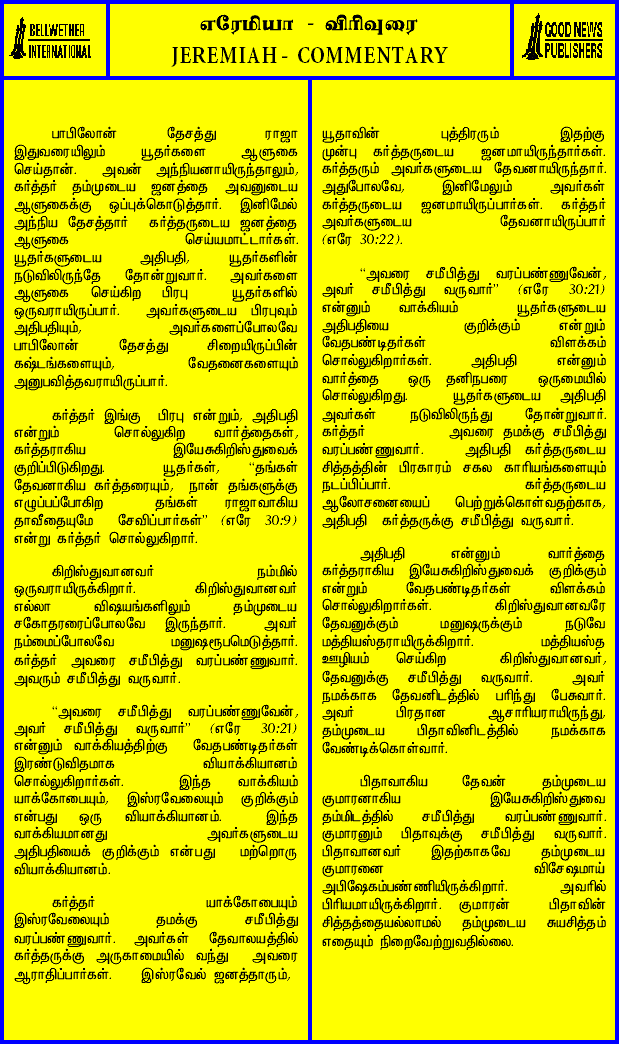 BELLWETHER
INTERNATIONAL
எரேமியா - விரிவுரை
JEREMIAH - COMMENTARY
GOOD NEWS
PUBLISHERS
பாபிலோன் தேசத்து ராஜா
இதுவரையிலும் யூதர்களை ஆளுகை
செய்தான். அவன் அந்நியனாயிருந்தாலும்,
கர்த்தர் தம்முடைய ஜனத்தை அவனுடைய
ஆளுகைக்கு ஒப்புக்கொடுத்தார். இனிமேல்
அந்நிய தேசத்தார் கர்த்தருடைய ஜனத்தை
ஆளுகை செய்யமாட்டார்கள்.
யூதர்களுடைய அதிபதி, யூதர்களின்
நடுவிலிருந்தே தோன்றுவார். அவர்களை
ஆளுகை செய்கிற பிரபு யூதர்களில்
ஒருவராயிருப்பார். அவர்களுடைய பிரபுவும்
அதிபதியும், அவர்களைப்போலவே
பாபிலோன் தேசத்து சிறையிருப்பின்
கஷ்டங்களையும், வேதனைகளையும்
அனுபவித்தவராயிருப்பார்.
கர்த்தர் இங்கு பிரபு என்றும், அதிபதி
என்றும் சொல்லுகிற வார்த்தைகள்,
கர்த்தராகிய இயேசுகிறிஸ்துவைக்
குறிப்பிடுகிறது. யூதர்கள், “தங்கள்
தேவனாகிய கர்த்தரையும், நான் தங்களுக்கு
எழுப்பப்போகிற தங்கள் ராஜாவாகிய
தாவீதையுமே சேவிப்பார்கள்” (எரே 30:9)
என்று கர்த்தர் சொல்லுகிறார்.
கிறிஸ்துவானவர் நம்மில்
ஒருவராயிருக்கிறார். கிறிஸ்துவானவர்
எல்லா விஷயங்களிலும் தம்முடைய
சகோதரரைப்போலவே இருந்தார். அவர்
நம்மைப்போலவே மனுஷரூபமெடுத்தார்.
கர்த்தர் அவரை சமீபித்து வரப்பண்ணுவார்.
அவரும் சமீபித்து வருவார்.
“அவரை சமீபித்து வரப்பண்ணுவேன்,
அவர் சமீபித்து வருவார்” (எரே 30:21)
என்னும் வாக்கியத்திற்கு வேதபண்டிதர்கள்
இரண்டுவிதமாக வியாக்கியானம்
சொல்லுகிறார்கள். இந்த வாக்கியம்
யாக்கோபையும், இஸ்ரவேலையும் குறிக்கும்
என்பது ஒரு வியாக்கியானம். இந்த
வாக்கியமானது அவர்களுடைய
அதிபதியைக் குறிக்கும் என்பது மற்றொரு
வியாக்கியானம்.
கர்த்தர் யாக்கோபையும்
இஸ்ரவேலையும் தமக்கு சமீபித்து
வரப்பண்ணுவார். அவர்கள் தேவாலயத்தில்
கர்த்தருக்கு அருகாமையில் வந்து அவரை
ஆராதிப்பார்கள். இஸ்ரவேல் ஜனத்தாரும்,
யூதாவின் புத்திரரும் இதற்கு
முன்பு கர்த்தருடைய ஜனமாயிருந்தார்கள்.
கர்த்தரும் அவர்களுடைய தேவனாயிருந்தார்.
அதுபோலவே, இனிமேலும் அவர்கள்
கர்த்தருடைய ஜனமாயிருப்பார்கள். கர்த்தர்
அவர்களுடைய தேவனாயிருப்பார்
(எரே 30:22).
“அவரை சமீபித்து வரப்பண்ணுவேன்,
அவர் சமீபித்து வருவார்” (எரே 30:21)
என்னும் வாக்கியம் யூதர்களுடைய
அதிபதியை குறிக்கும் என்றும்
வேதபண்டிதர்கள் விளக்கம்
சொல்லுகிறார்கள். அதிபதி என்னும்
வார்த்தை ஒரு தனிநபரை ஒருமையில்
சொல்லுகிறது. யூதர்களுடைய அதிபதி
அவர்கள் நடுவிலிருந்து தோன்றுவார்.
கர்த்தர் அவரை தமக்கு சமீபித்து
வரப்பண்ணுவார். அதிபதி கர்த்தருடைய
சித்தத்தின் பிரகாரம் சகல காரியங்களையும்
நடப்பிப்பார். கர்த்தருடைய
ஆலோசனையைப் பெற்றுக்கொள்வதற்காக,
அதிபதி கர்த்தருக்கு சமீபித்து வருவார்.
அதிபதி என்னும் வார்த்தை
கர்த்தராகிய இயேசுகிறிஸ்துவைக் குறிக்கும்
என்றும் வேதபண்டிதர்கள் விளக்கம்
சொல்லுகிறார்கள். கிறிஸ்துவானவரே
தேவனுக்கும் மனுஷருக்கும் நடுவே
மத்தியஸ்தராயிருக்கிறார். மத்தியஸ்த
ஊழியம் செய்கிற கிறிஸ்துவானவர்,
தேவனுக்கு சமீபித்து வருவார். அவர்
நமக்காக தேவனிடத்தில் பரிந்து பேசுவார்.
அவர் பிரதான ஆசாரியராயிருந்து,
தம்முடைய பிதாவினிடத்தில் நமக்காக
வேண்டிக்கொள்வார்.
பிதாவாகிய தேவன் தம்முடைய
குமாரனாகிய இயேசுகிறிஸ்துவை
தம்மிடத்தில் சமீபித்து வரப்பண்ணுவார்.
குமாரனும் பிதாவுக்கு சமீபித்து வருவார்.
பிதாவானவர் இதற்காகவே தம்முடைய
குமாரனை விசேஷமாய்
அபிஷேகம்பண்ணியிருக்கிறார். அவரில்
பிரியமாயிருக்கிறார். குமாரன் பிதாவின்
சித்தத்தையல்லாமல் தம்முடைய சுயசித்தம்
எதையும் நிறைவேற்றுவதில்லை.